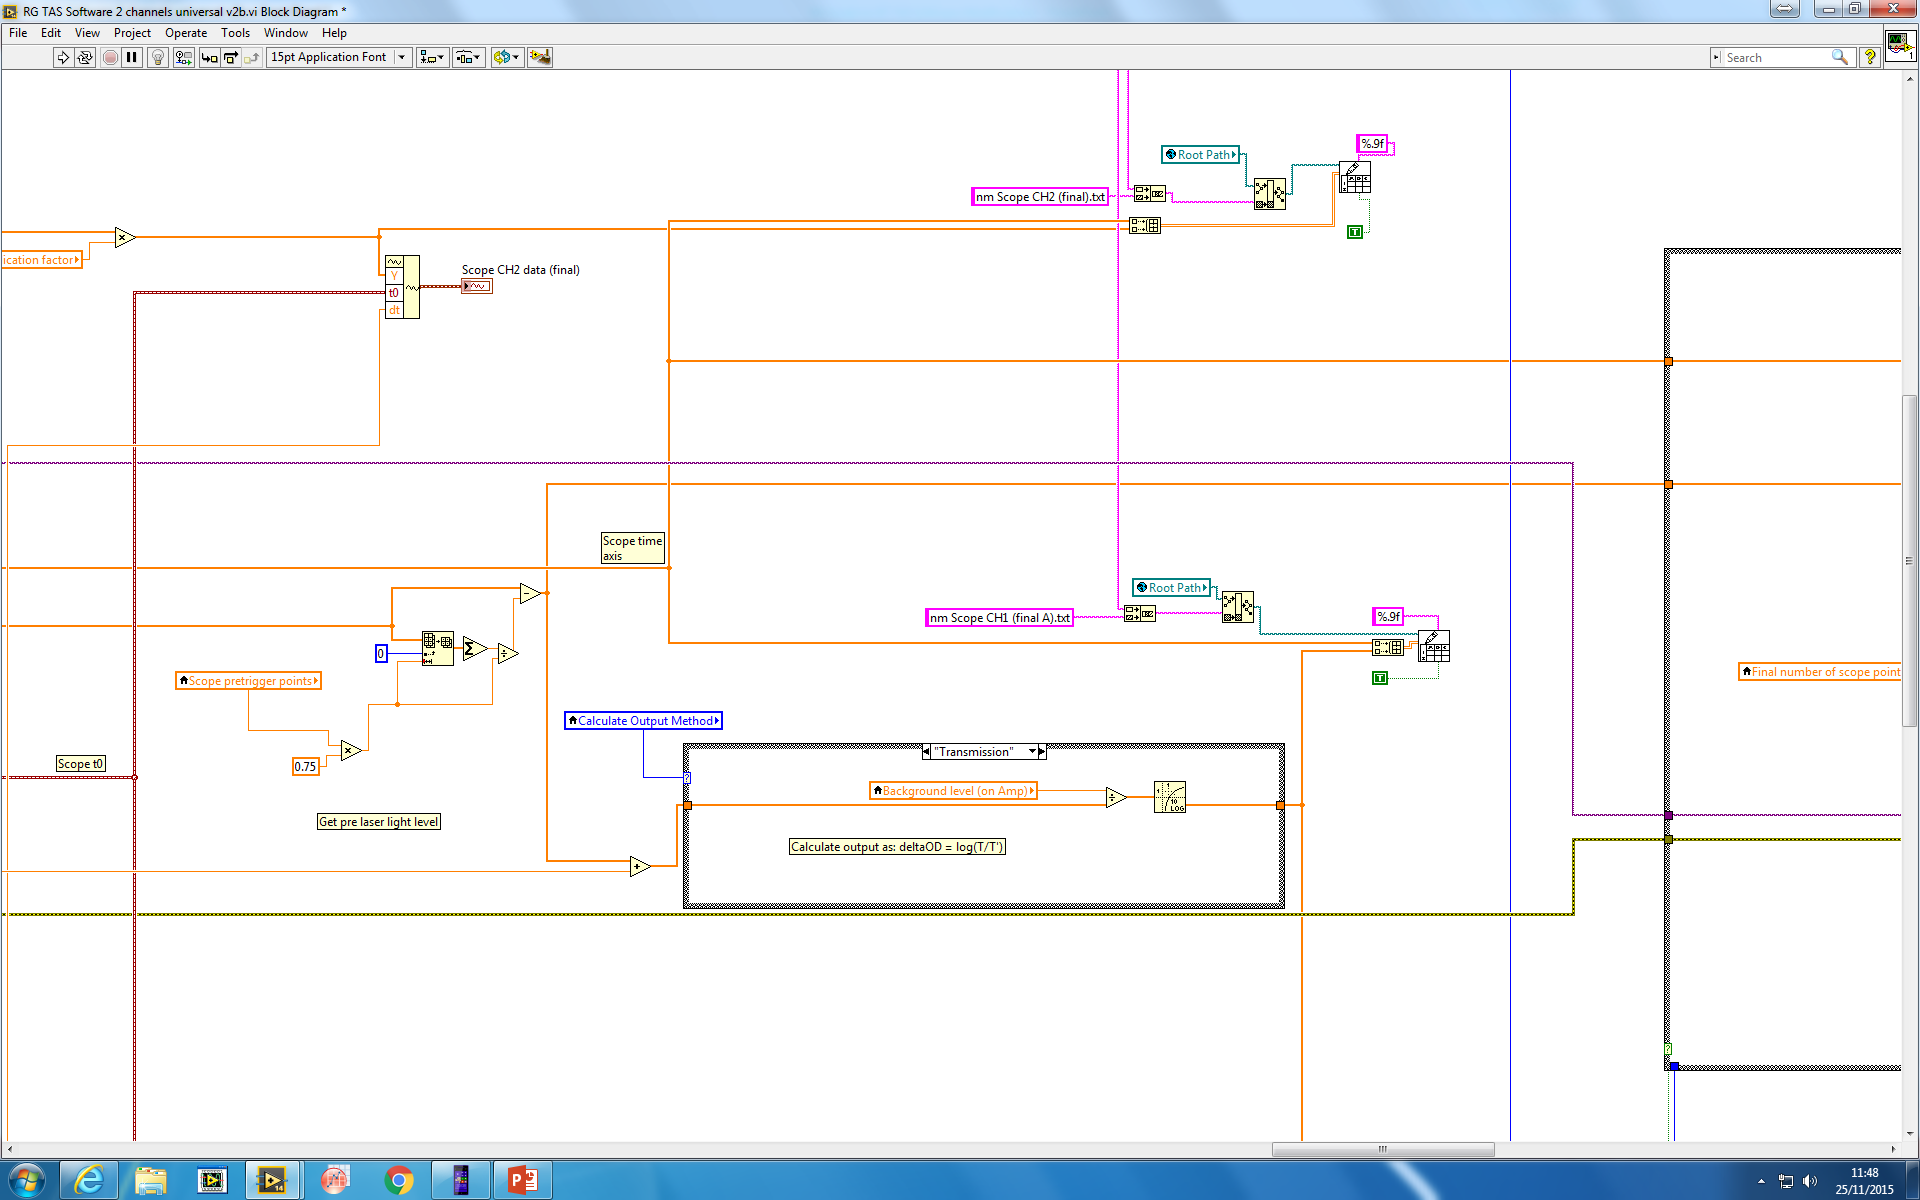 RG TAS Software 2 channels universal v2b.vi Block Diagram *
File Edit View Project Operate Tools Window Help
15pt Application Font
Search
%.9f
Root Path
nm Scope CH2 (final).txt
T
ication factor
Scope CH2 data (final)
Y
t0
dt
Scope time
axis
Root Path
nm Scope CH1 (final A).txt
%.9f
0
T
Scope pretrigger points
Final number of scope point
Calculate Output Method
"Transmission"
Scope t0
0.75
Background level (on Amp)
LOG
Get pre laser light level
Calculate output as: deltaOD = log(T/T')
11:48
25/11/2015